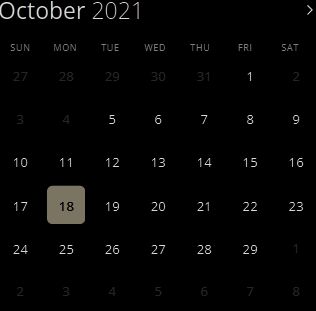 October 2021
SUN MON TUE WED THU FRI SAT
27 28 29 30 31 1 2
3 4 5 6 7 8 9
10 11 12 13 14 15 16
17 18 19 20 21 22 23
24 25 26 27 28 29 1
2 3 4 5 6 7 8